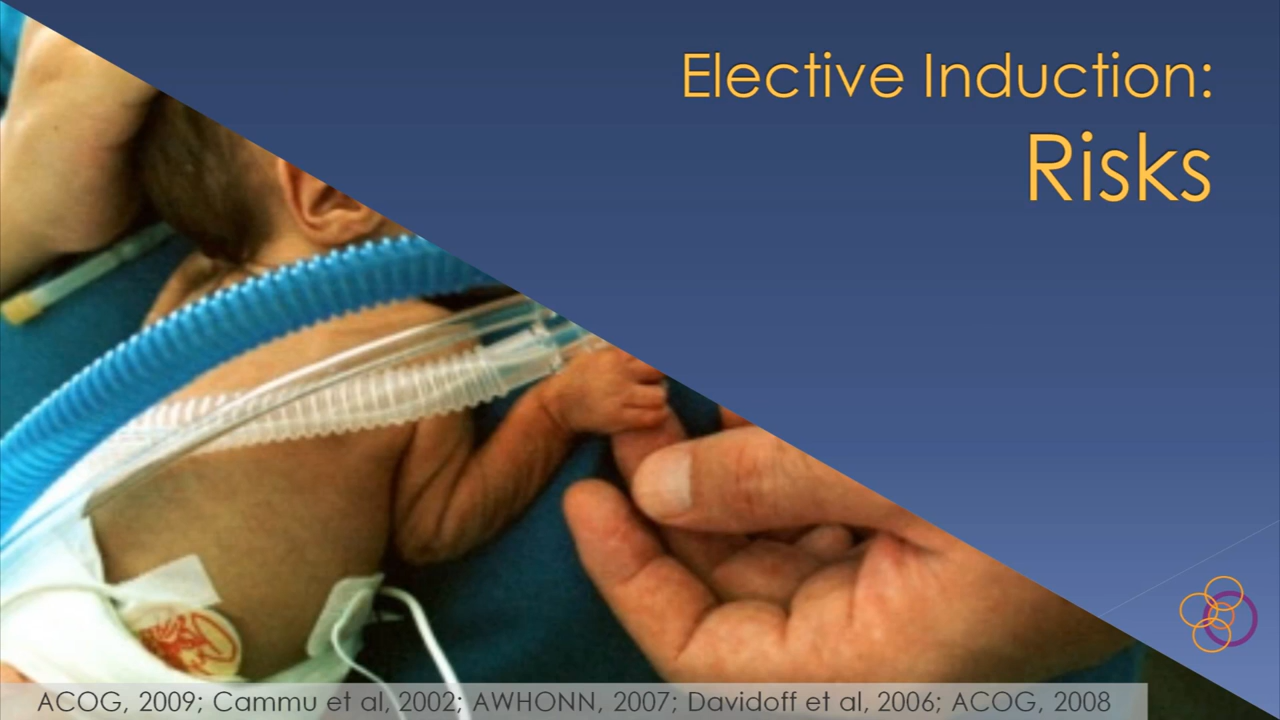 Elective Induction:
Risks
ACOG, 2009; Cammu et al, 2002; AWHONN, 2007; Davidoff et al, 2006; ACOG, 2008